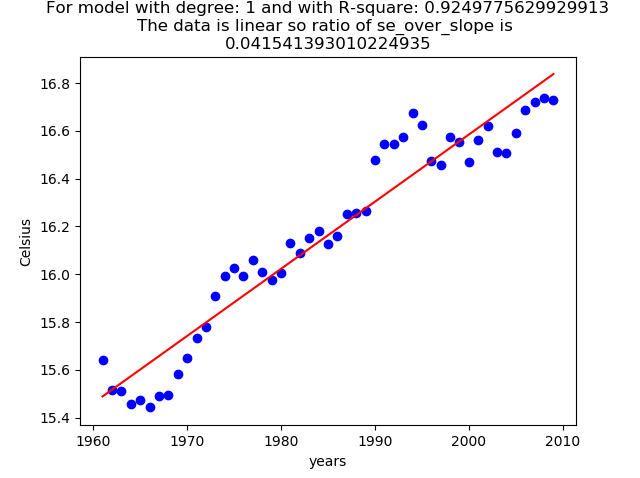 For model with degree: 1 and with R-square: 0.9249775629929913
The data is linear so ratio of se_over_slope is
0.041541393010224935
16.8
16.6
16.4
16.2
16.0
15.8
15.6
15.4
Celsius
1960 1970 1980 1990 2000 2010
years